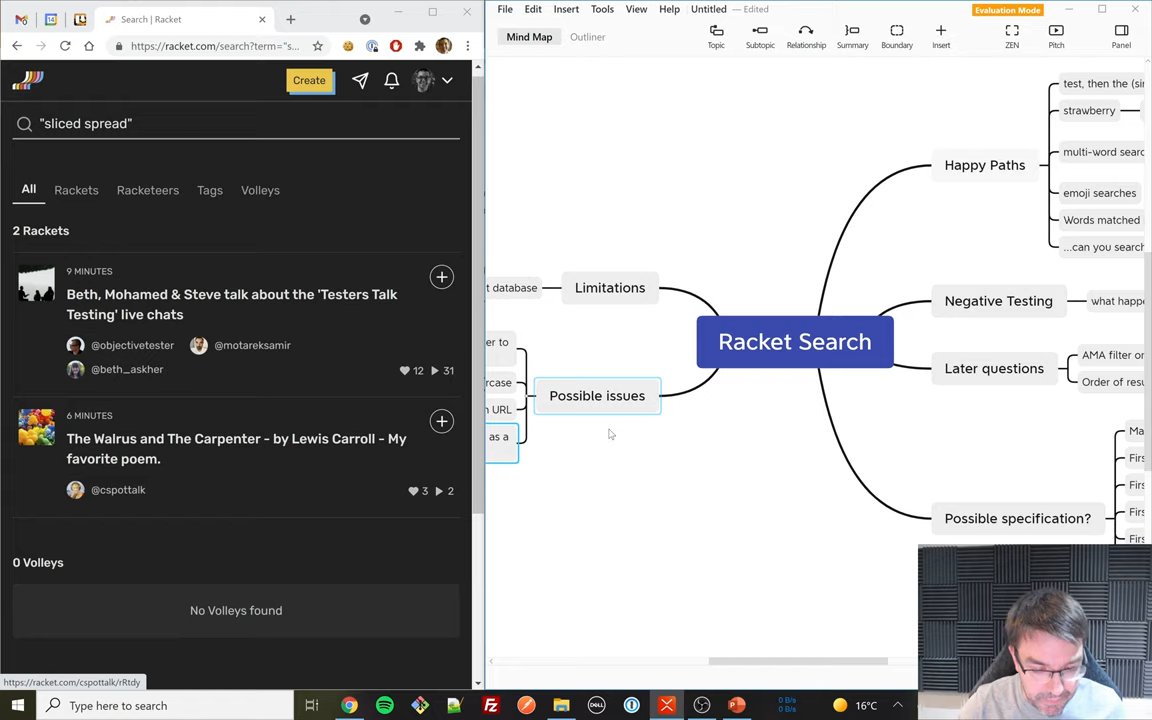 Search | Racket
https://racket.com/search?term="s...
Create
"sliced spread"
All Rackets Racketeers Tags Volleys
2 Rackets
9 MINUTES
Beth, Mohamed & Steve talk about the 'Testers Talk
Testing' live chats
@objectivetester @motareksamir
@beth_askher
12 31
6 MINUTES
The Walrus and The Carpenter - by Lewis Carroll - My
favorite poem.
@cspottalk
3 2
0 Volleys
No Volleys found
https://racket.com/cspottalk/rRtdy
File Edit Insert Tools View Help Untitled — Edited
Evaluation Mode
Mind Map Outliner
Topic Subtopic Relationship Summary Boundary Insert ZEN Pitch Panel
Happy Paths
test, then the (sin
strawberry
multi-word searc
emoji searches
Words matched
...can you search
t database
Limitations
Negative Testing
what happe
Racket Search
er to
rcase
n URL
as a
Possible issues
Later questions
AMA filter or
Order of resu
Possible specification?
Ma
Firs
Firs
Firs
Firs
Type here to search
DELL
0 B/s
0 B/s
16°C